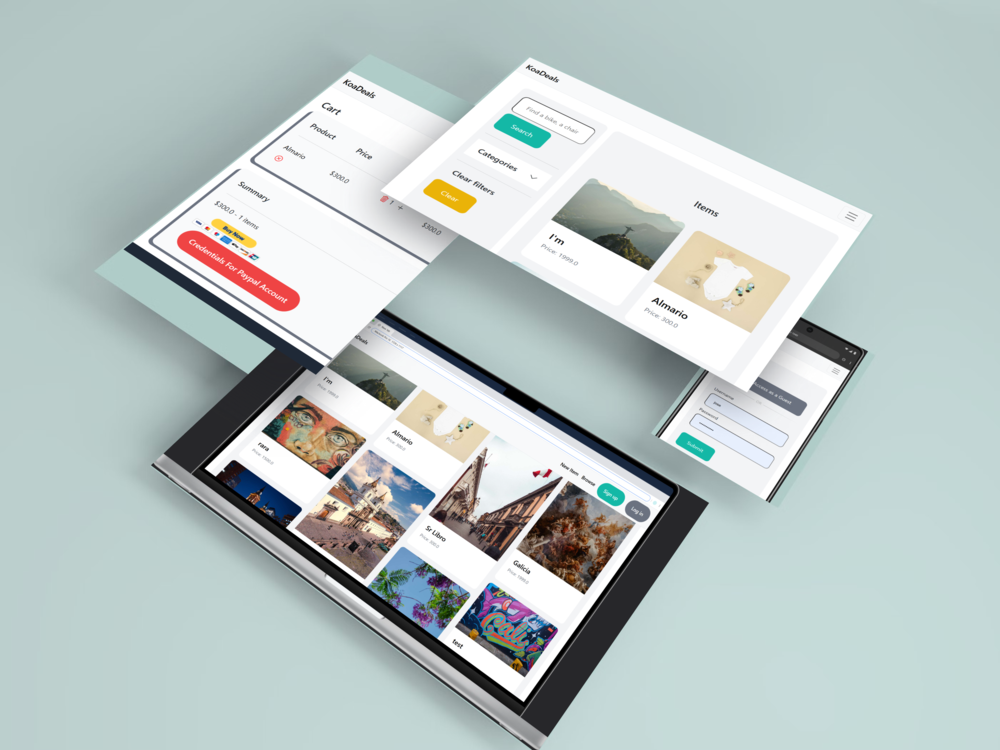 KoaDeals
Cart
Product
Price
Almario
$300.0
1 +
$300.0
Summary
$300.0 - 1 items
Buy Now
Credentials For Paypal Account
KoaDeals
Find a bike, a chair
Search
Categories
Clear filters
Clear
Items
I'm
Price: 1999.0
Almario
Price: 300.0
as a Guest
Username
Password
Submit
New Item
Browse
Sign up
Log in
I'm
Almario
rara
Sr Libro
Galicia
test